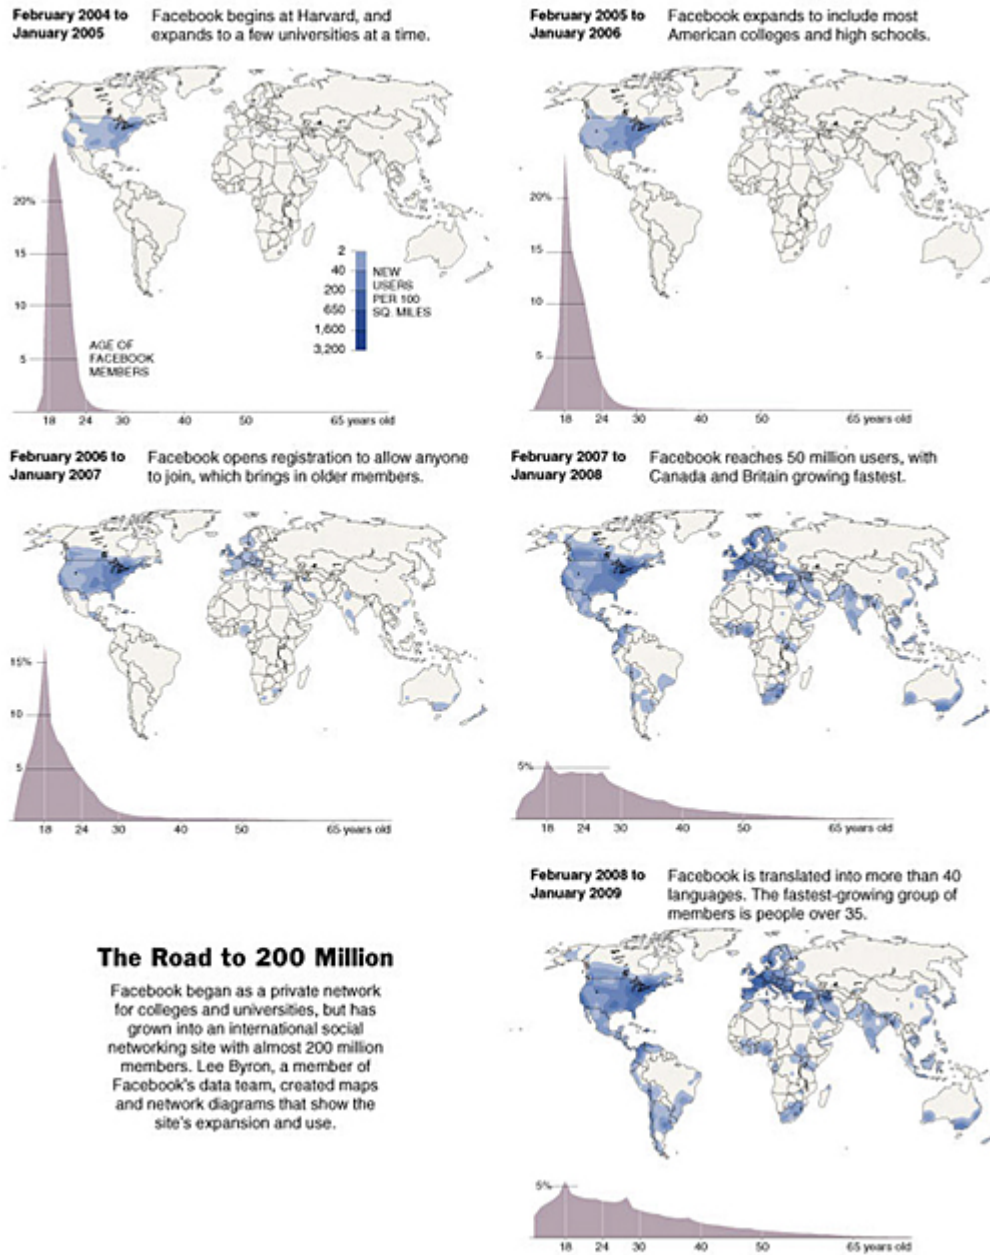 February 2004 to
January 2005
Facebook begins at Harvard, and
expands to a few universities at a time.
20%
15
10
5
2
40
200
650
1,600
3,200
NEW
USERS
PER 100
SQ. MILES
AGE OF
FACEBOOK
MEMBERS
18 24 30 40 50 65 years old
February 2005 to
January 2006
Facebook expands to include most
American colleges and high schools.
20%
15
10
5
18 24 30 40 50 65 years old
February 2006 to
January 2007
Facebook opens registration to allow anyone
to join, which brings in older members.
15%
10
5
18 24 30 40 50 65 years old
February 2007 to
January 2008
Facebook reaches 50 million users, with
Canada and Britain growing fastest.
5%
18 24 30 40 50 65 years old
The Road to 200 Million
Facebook began as a private network
for colleges and universities, but has
grown into an international social
networking site with almost 200 million
members. Lee Byron, a member of
Facebook's data team, created maps
and network diagrams that show the
site's expansion and use.
February 2008 to
January 2009
Facebook is translated into more than 40
languages. The fastest-growing group of
members is people over 35.
5%
18 24 30 40 50 65 years old